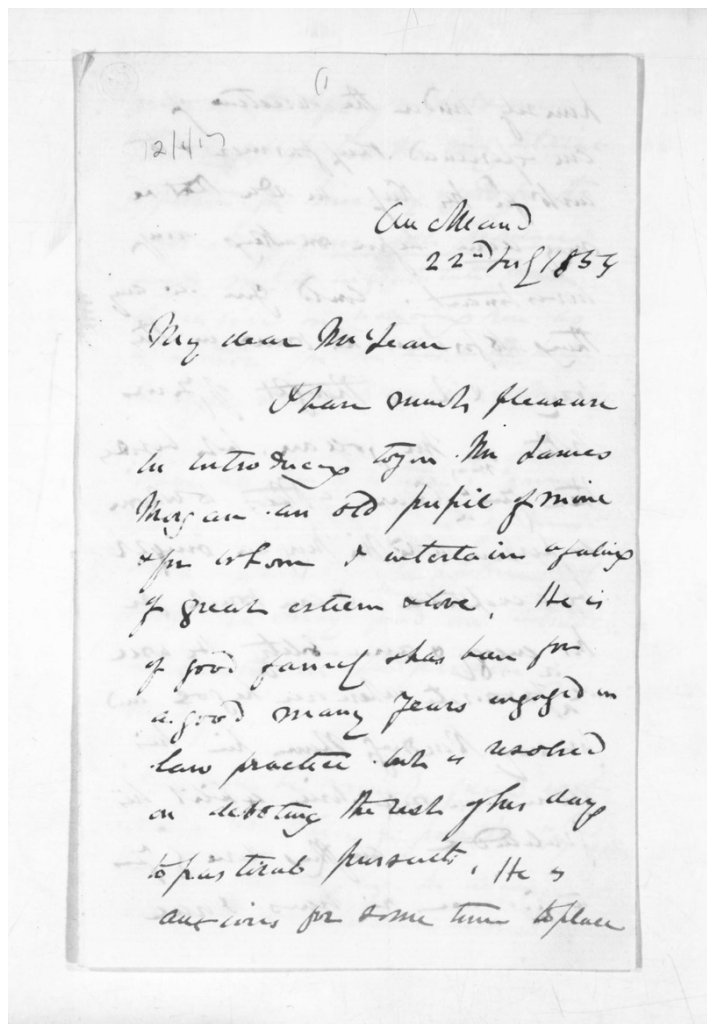 (1
12/4/17
Auckland
22nd July 1854
My dear McLean
I have much pleasure
in introducing to you Mr James
Morgan an old pupil of mine
& for whom I entertain a feeling
of great esteem & love. He is
of good family & has been for
a good many years engaged in
law practice but is resolved
on devoting the rest of his days
to pastoral pursuits. He is
anxious for some time to place